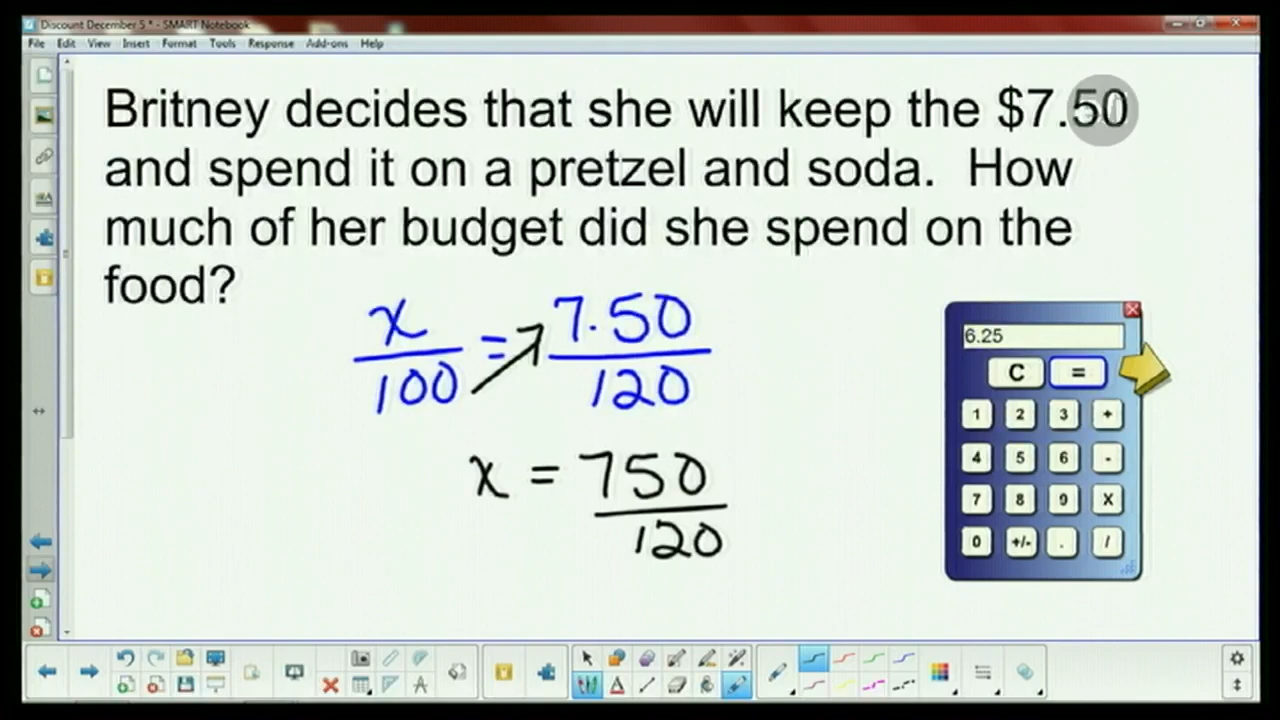 Discount December 5 * - SMART Notebook
File Edit View Insert Format Tools Response Add-ons Help
Britney decides that she will keep the $7.50
and spend it on a pretzel and soda. How
much of her budget did she spend on the
food?
x = 7.50
100 120
x = 750
120
6.25
C =
1 2 3 +
4 5 6 -
7 8 9 X
0 +/- . /